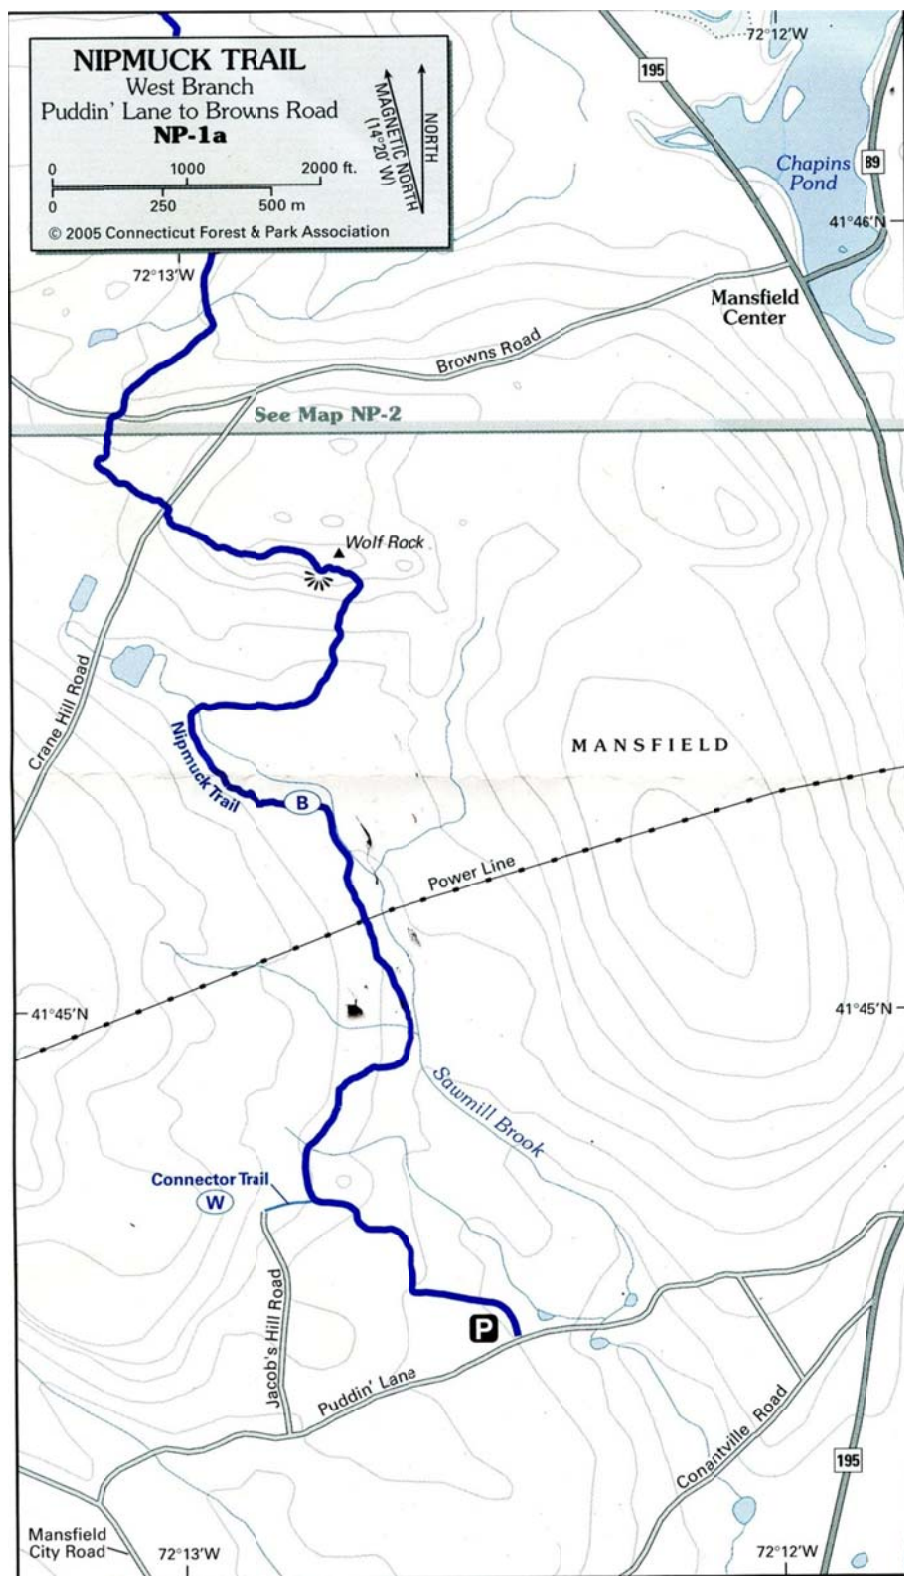 72°12'W
NIPMUCK TRAIL
West Branch
Puddin' Lane to Browns Road
NP-1a
MAGNETIC NORTH
(14°20' W)
NORTH
0 1000 2000 ft.
0 250 500 m
© 2005 Connecticut Forest & Park Association
195
Chapins
Pond
89
41°46'N
72°13'W
Mansfield
Center
Browns Road
See Map NP-2
Wolf Rock
Crane Hill Road
Nipmuck Trail
MANSFIELD
B
Power Line
41°45'N
41°45'N
Sawmill Brook
Connector Trail
W
Jacob's Hill Road
P
Puddin' Lane
Conantville Road
195
Mansfield
City Road
72°13'W
72°12'W